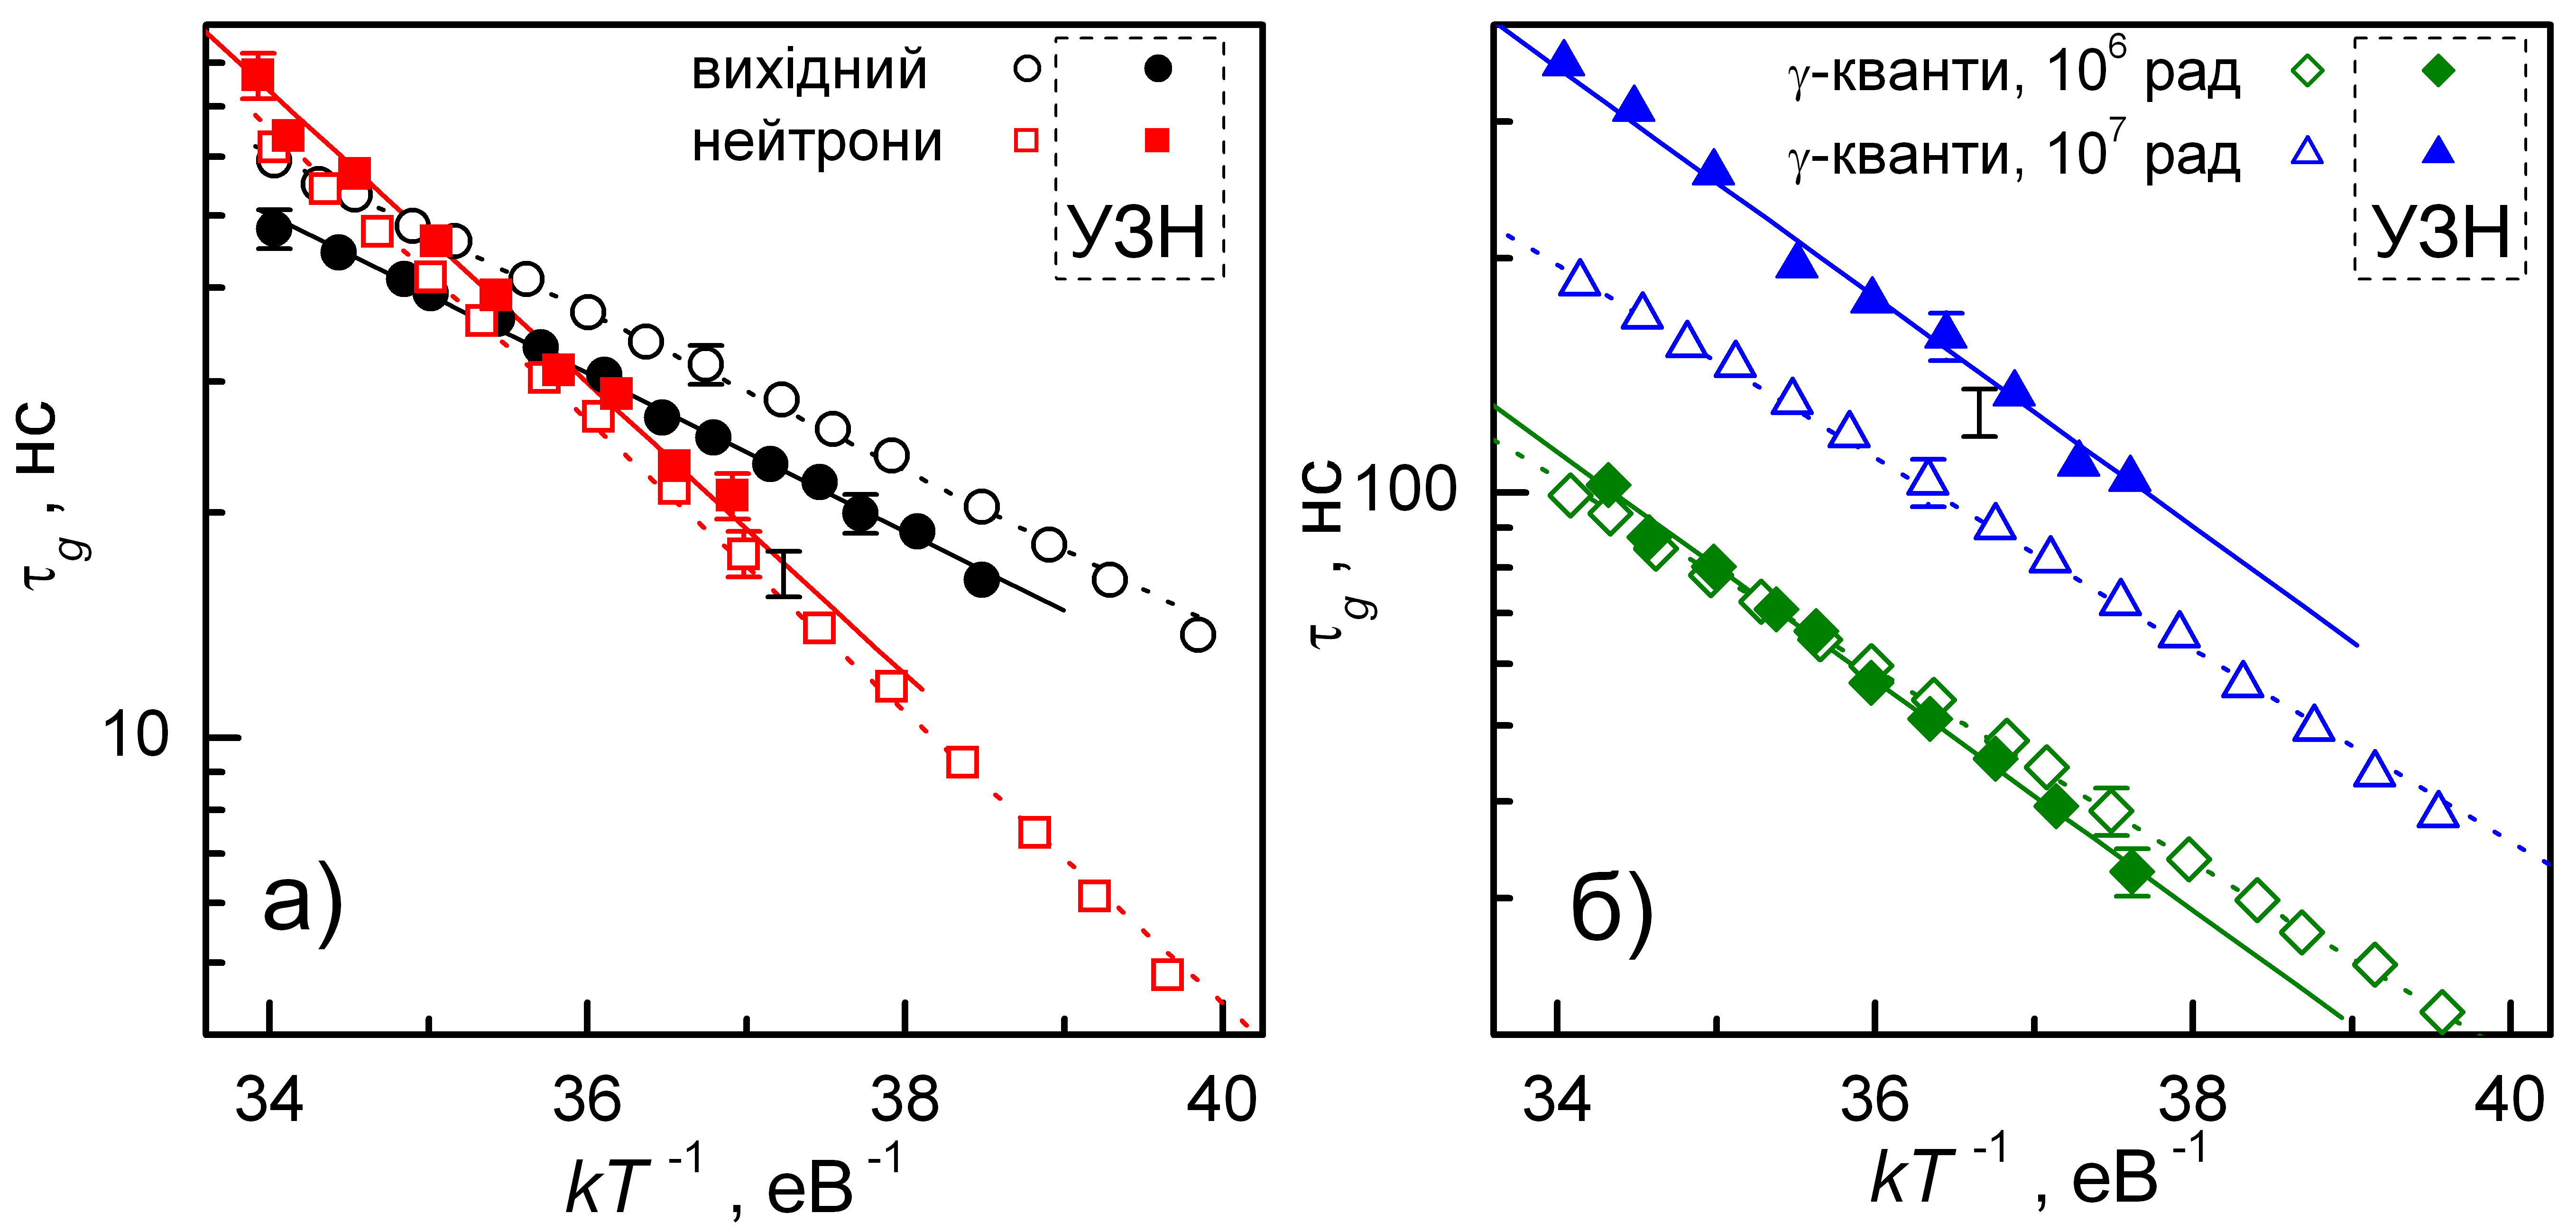 вихідний
нейтрони
УЗН
τg, нс
10
а)
34 36 38 40
kT⁻¹, еВ⁻¹
γ-кванти, 10⁶ рад
γ-кванти, 10⁷ рад
УЗН
τg, нс
100
б)
34 36 38 40
kT⁻¹, еВ⁻¹